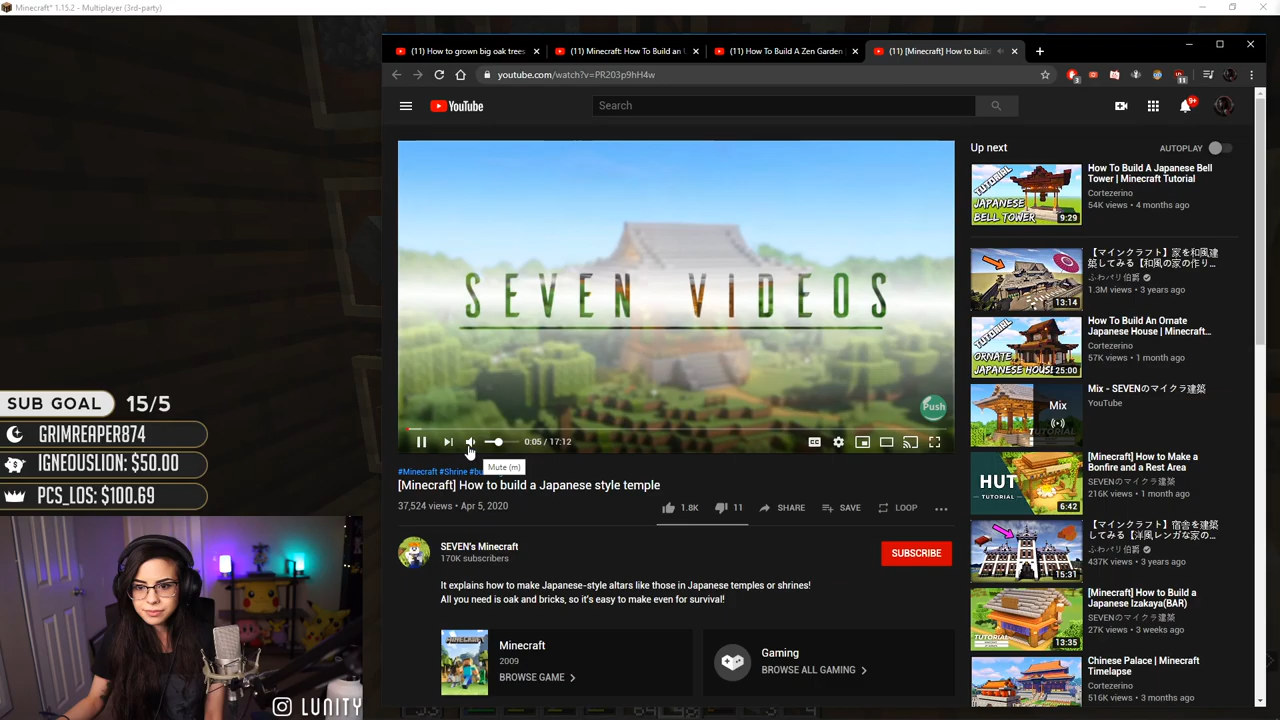 Minecraft* 1.15.2 - Multiplayer (3rd-party)
(11) How to grown big oak trees
(11) Minecraft: How To Build an
(11) How To Build A Zen Garden
(11) [Minecraft] How to build
youtube.com/watch?v=PR203p9hH4w
3
11
YouTube
Search
9+
SEVEN VIDEOS
Push
0:05 / 17:12
CC
Mute (m)
#Minecraft #Shrine
[Minecraft] How to build a Japanese style temple
37,524 views • Apr 5, 2020
1.8K
11
SHARE
SAVE
LOOP
SEVEN's Minecraft
170K subscribers
SUBSCRIBE
It explains how to make Japanese-style altars like those in Japanese temples or shrines!
All you need is oak and bricks, so it's easy to make even for survival!
Minecraft
2009
BROWSE GAME
Gaming
BROWSE ALL GAMING
Up next
AUTOPLAY
TUTORIAL
JAPANESE
BELL TOWER
9:29
How To Build A Japanese Bell
Tower | Minecraft Tutorial
Cortezerino
54K views • 4 months ago
13:14
【マインクラフト】家を和風建
築してみる【和風の家の作り...
ふわパリ伯爵
1.3M views • 3 years ago
TUTORIAL
ORNATE
JAPANESE HOUSE
25:00
How To Build An Ornate
Japanese House | Minecraft...
Cortezerino
57K views • 1 month ago
Mix
TUTORIAL
Mix - SEVENのマイクラ建築
YouTube
HUT
TUTORIAL
6:42
[Minecraft] How to Make a
Bonfire and a Rest Area
SEVENのマイクラ建築
216K views • 1 month ago
15:31
【マインクラフト】宿舎を建築
してみる【洋風レンガな家の...
ふわパリ伯爵
437K views • 3 years ago
TUTORIAL
13:35
[Minecraft] How to Build a
Japanese Izakaya(BAR)
SEVENのマイクラ建築
27K views • 3 weeks ago
Chinese Palace | Minecraft
Timelapse
Cortezerino
516K views • 3 months ago
SUB GOAL
15/5
GRIMREAPER874
IGNEOUSLION: $50.00
PCS_LOS: $100.69
LUNITY